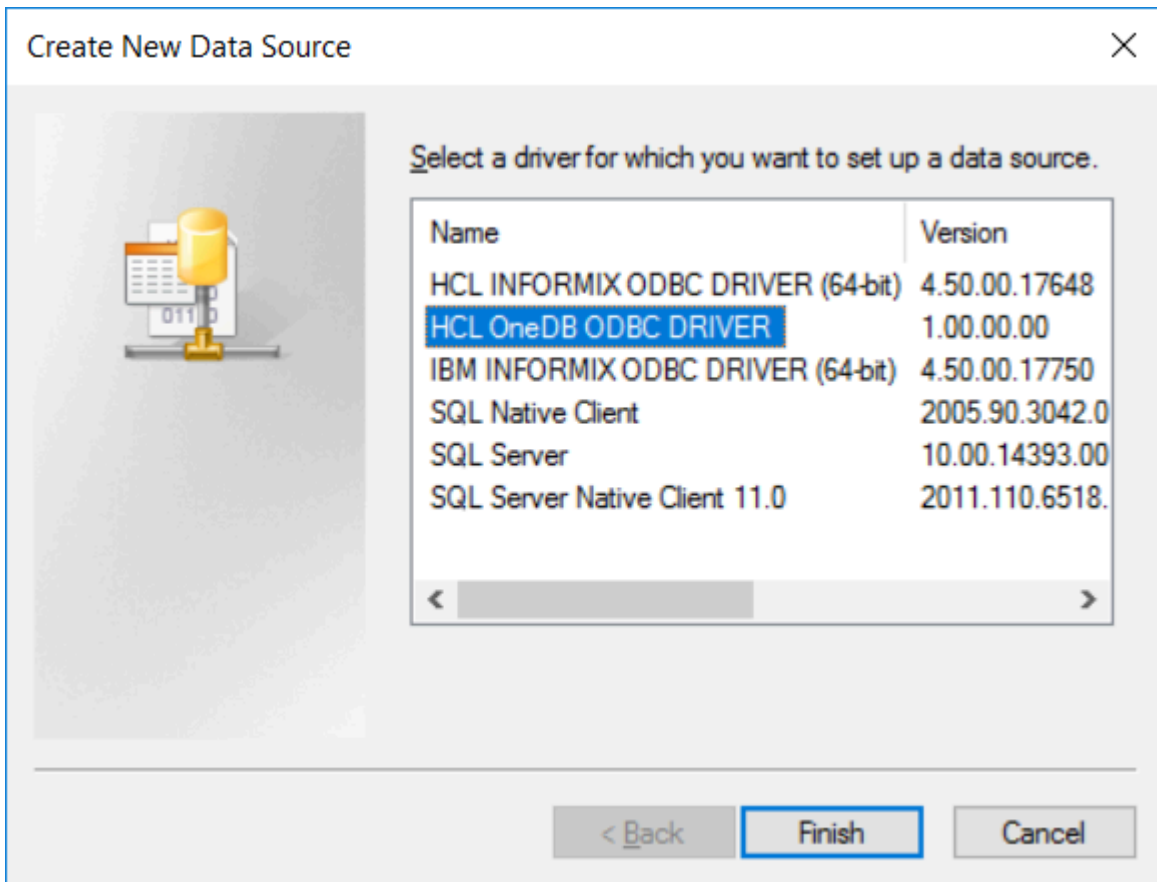 Create New Data Source
Select a driver for which you want to set up a data source.
Name Version
HCL INFORMIX ODBC DRIVER (64-bit) 4.50.00.17648
HCL OneDB ODBC DRIVER 1.00.00.00
IBM INFORMIX ODBC DRIVER (64-bit) 4.50.00.17750
SQL Native Client 2005.90.3042.0
SQL Server 10.00.14393.00
SQL Server Native Client 11.0 2011.110.6518.
< Back Finish Cancel